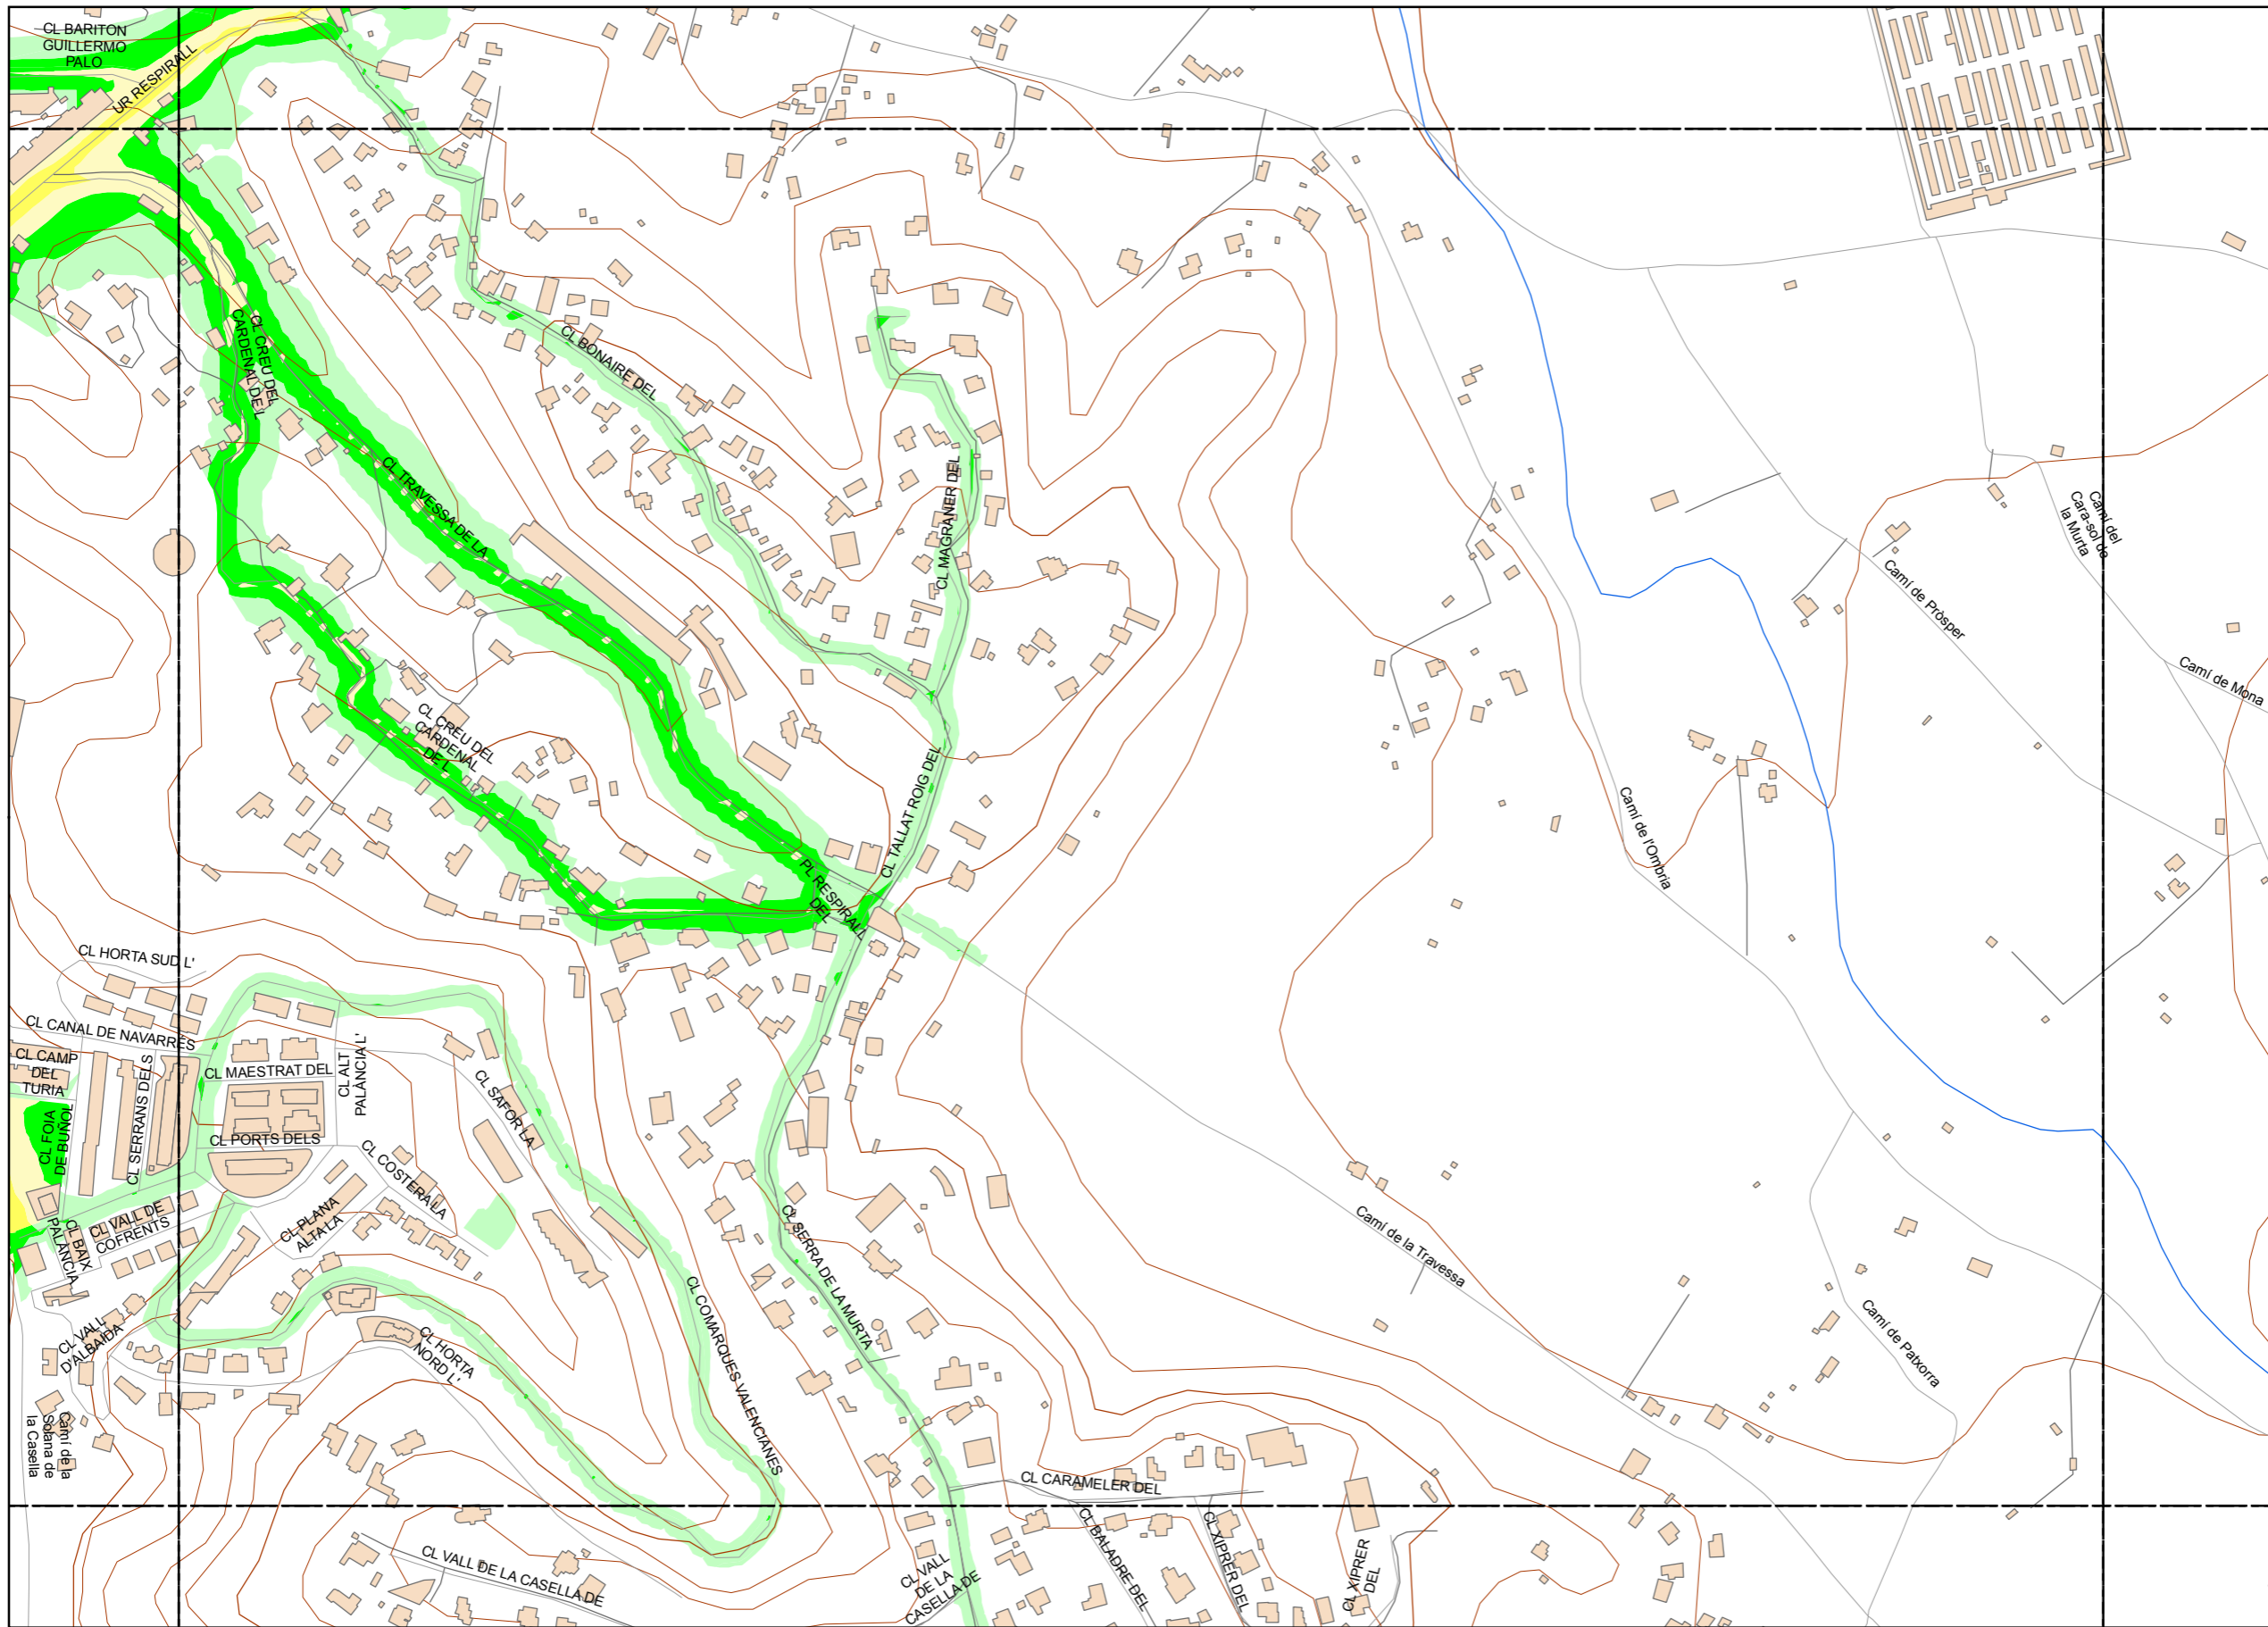 CL BARITON
GUILLERMO
PALO
UR RESPIRALL
CL CREU DEL
CARDENAL DE L
CL BONAIRE DEL
CL TRAVESSA DE LA
CL MAGRANER DEL
Camí del
Cara-sol de
la Murta
Camí de Pròsper
Camí de Mona
CL CREU DEL
CARDENAL
DE L
CL TALLAT ROIG DEL
Camí de l'Ombria
PL RESPIRALL
DEL
CL HORTA SUD L'
CL CANAL DE NAVARRÉS
CL CAMP
DEL
TURIA
CL SERRANS DELS
CL MAESTRAT DEL
CL ALT
PALÀNCIA L'
CL SAFOR LA
CL FOIA
DE BUÑOL
CL PORTS DELS
CL COSTERA LA
CL BAIX
PALÀNCIA
CL VALL DE
COFRENTS
CL PLANA
ALTA LA
CL SERRA DE LA MURTA
Camí de la Travessa
CL COMARQUES VALENCIANES
CL VALL
D'ALBAIDA
CL HORTA
NORD L'
Camí de Patxorra
Camí de la
Solana de
la Casella
CL CARAMELER DEL
CL BALADRE DEL
CL XIPRER DEL
CL XIPRER
DEL
CL VALL DE LA CASELLA DE
CL VALL
DE LA
CASELLA DE